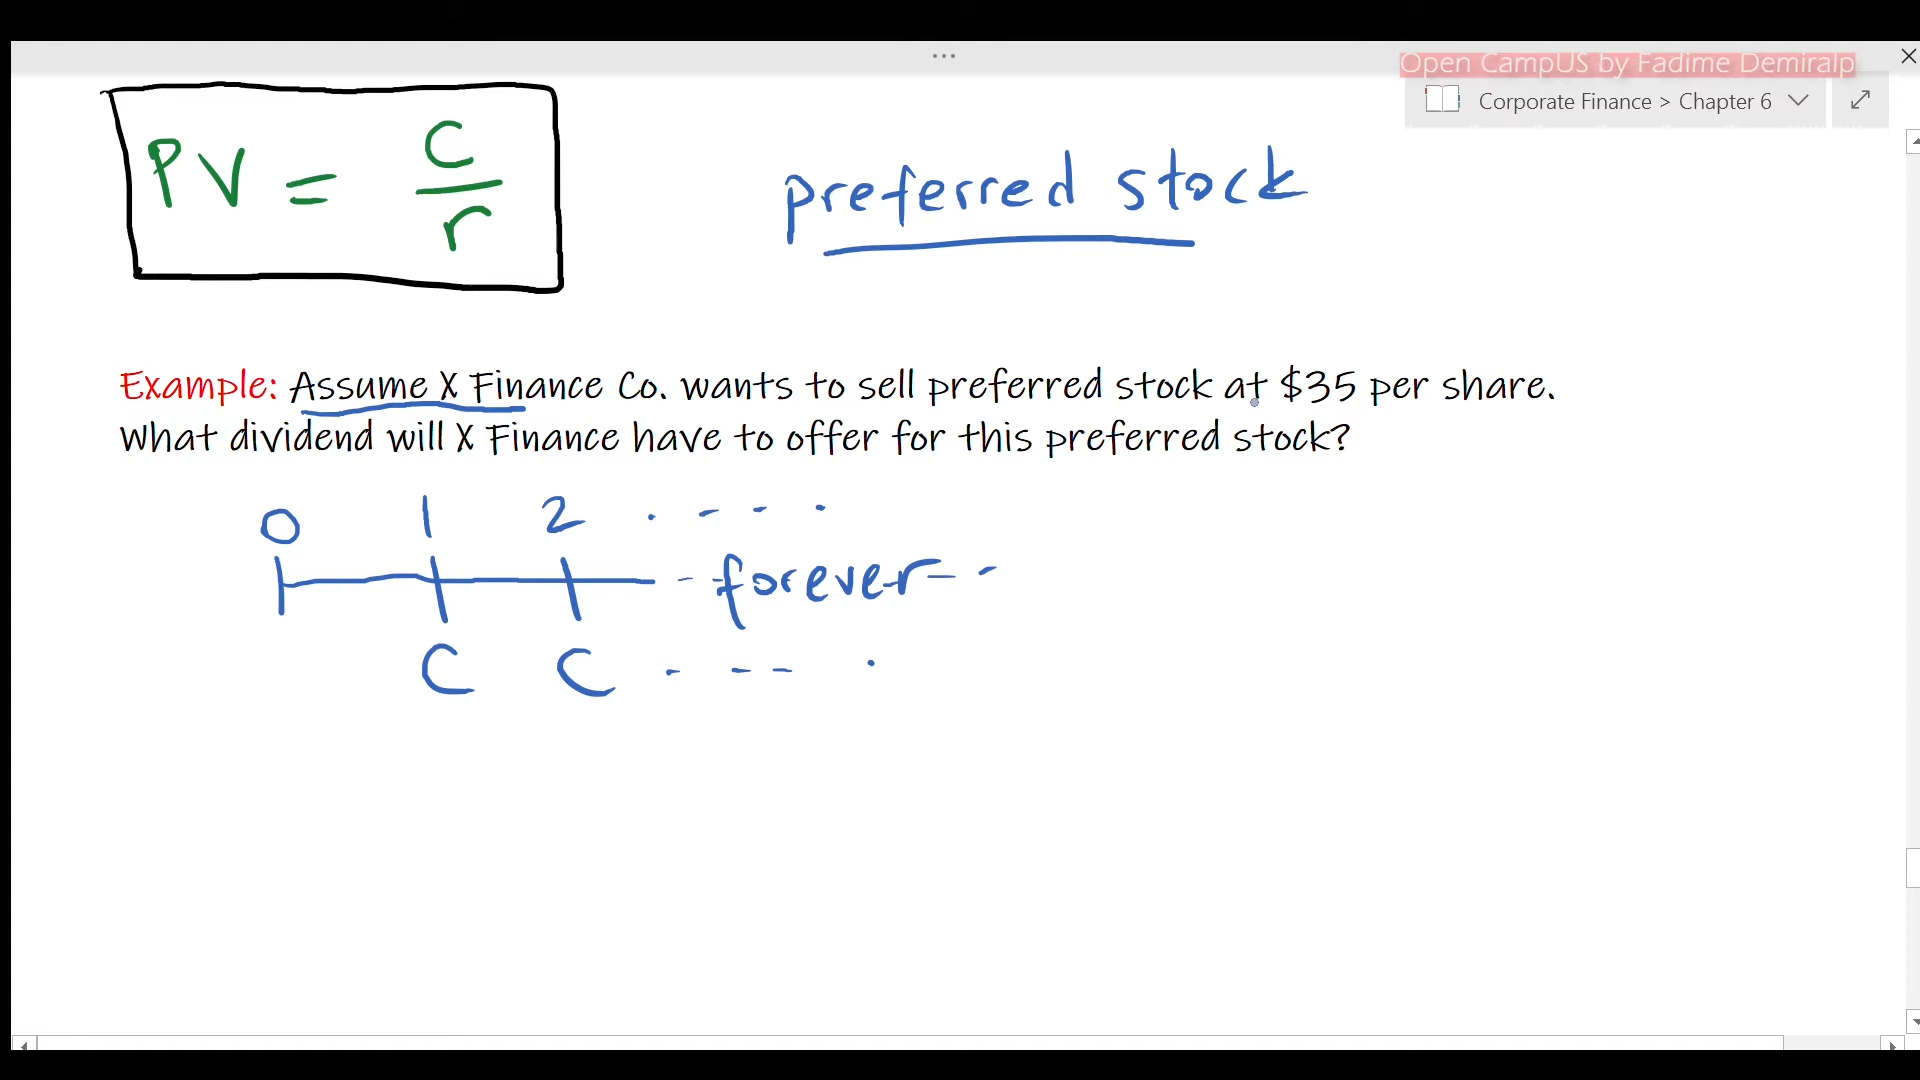 Open CampUS by Fadime Demiralp
Corporate Finance > Chapter 6
PV = C/r
preferred stock
Example: Assume X Finance Co. wants to sell preferred stock at $35 per share.
What dividend will X Finance have to offer for this preferred stock?
0 1 2 . - - .
- - forever - -
C C . - - .